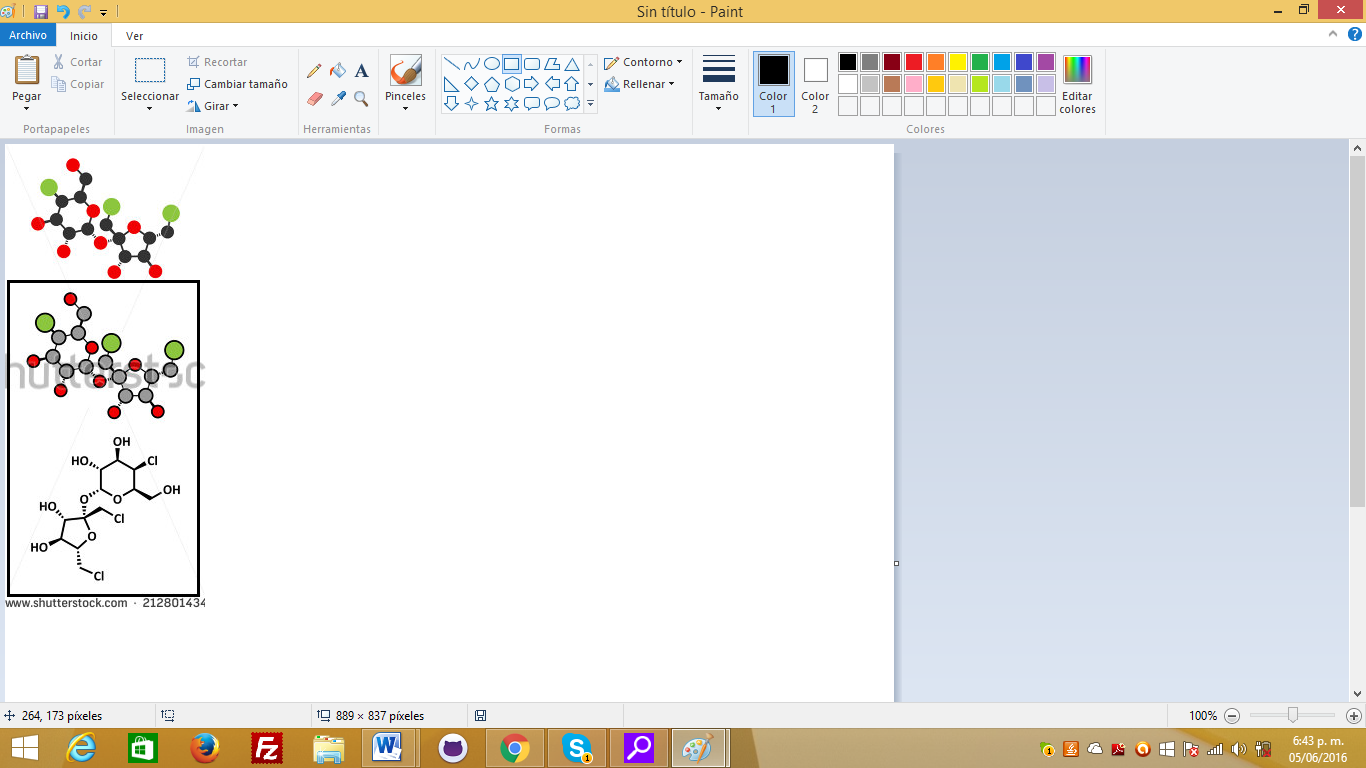 Sin título - Paint
Archivo Inicio Ver
Pegar
Cortar
Copiar
Portapapeles
Seleccionar
Recortar
Cambiar tamaño
Girar
Imagen
A
Herramientas
Pinceles
Contorno
Rellenar
Formas
Tamaño
Color 1
Color 2
Editar colores
Colores
shutterstock
OH
HO
Cl
OH
O
O
HO
Cl
O
HO
Cl
www.shutterstock.com · 212801434
264, 173 píxeles
889 × 837 píxeles
100%
6:43 p. m.
05/06/2016